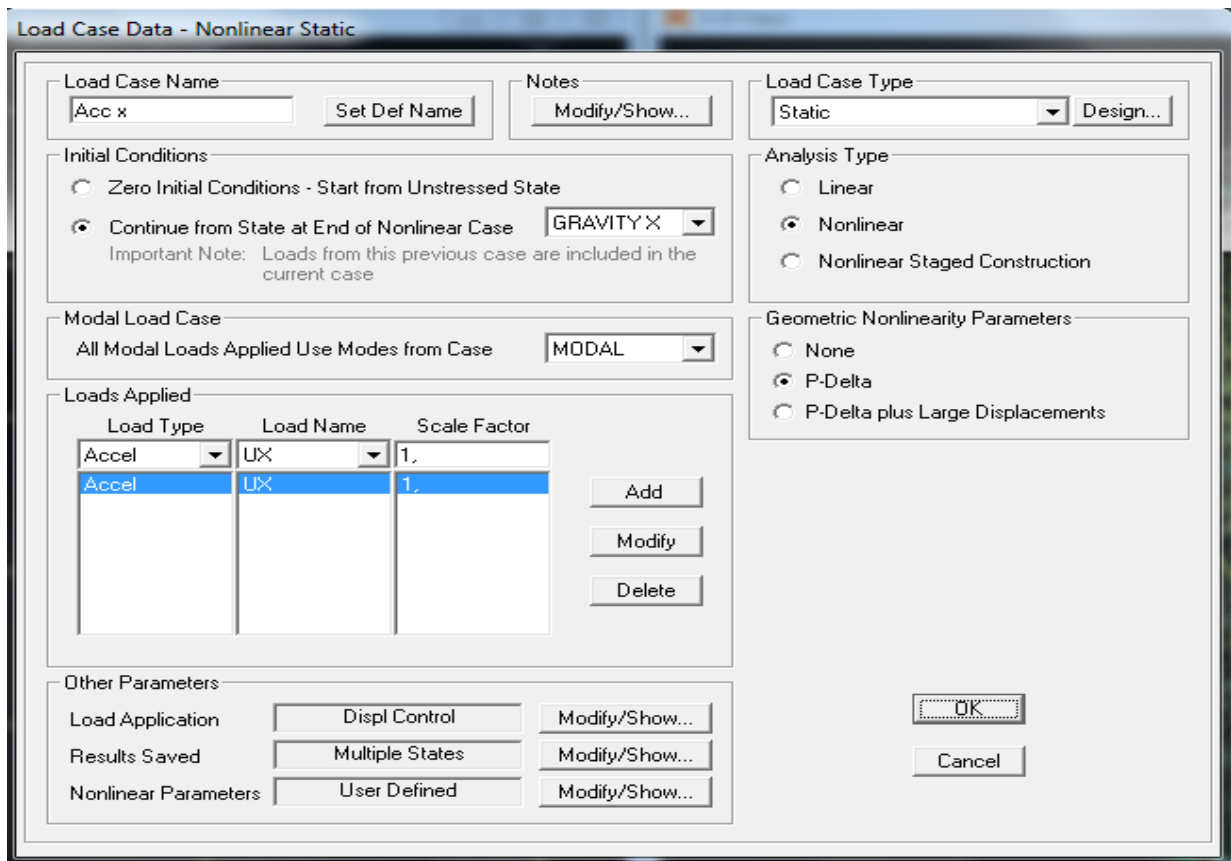 Load Case Data - Nonlinear Static
Load Case Name
Acc x
Set Def Name
Notes
Modify/Show...
Load Case Type
Static
Design...
Initial Conditions
Zero Initial Conditions - Start from Unstressed State
Continue from State at End of Nonlinear Case
GRAVITY X
Important Note: Loads from this previous case are included in the
current case
Analysis Type
Linear
Nonlinear
Nonlinear Staged Construction
Modal Load Case
All Modal Loads Applied Use Modes from Case
MODAL
Geometric Nonlinearity Parameters
None
P-Delta
P-Delta plus Large Displacements
Loads Applied
Load Type Load Name Scale Factor
Accel UX 1,
Accel UX 1,
Add
Modify
Delete
Other Parameters
Load Application Displ Control Modify/Show...
Results Saved Multiple States Modify/Show...
Nonlinear Parameters User Defined Modify/Show...
OK
Cancel